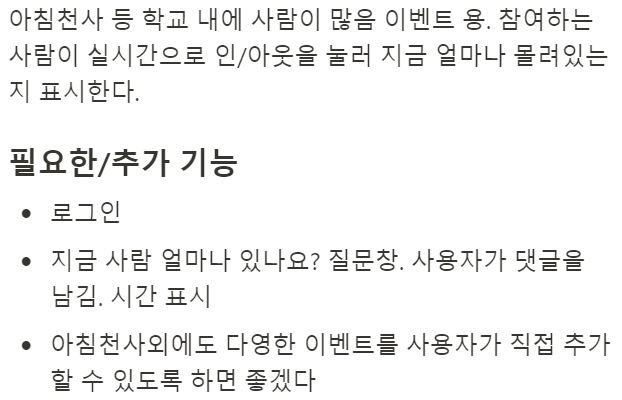 아침천사 등 학교 내에 사람이 많음 이벤트 용. 참여하는
사람이 실시간으로 인/아웃을 눌러 지금 얼마나 몰려있는
지 표시한다.
필요한/추가 기능
• 로그인
• 지금 사람 얼마나 있나요? 질문창. 사용자가 댓글을
남김. 시간 표시
• 아침천사외에도 다영한 이벤트를 사용자가 직접 추가
할 수 있도록 하면 좋겠다